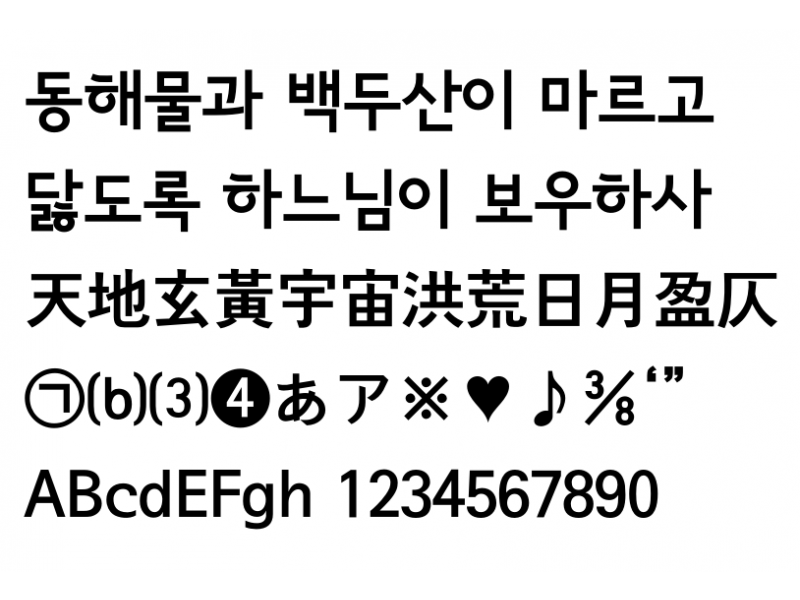 동해물과 백두산이 마르고
닳도록 하느님이 보우하사
天地玄黃宇宙洪荒日月盈仄
㉠⒝⑶❹あア※♥♪⅜‘”
ABcdEFgh 1234567890